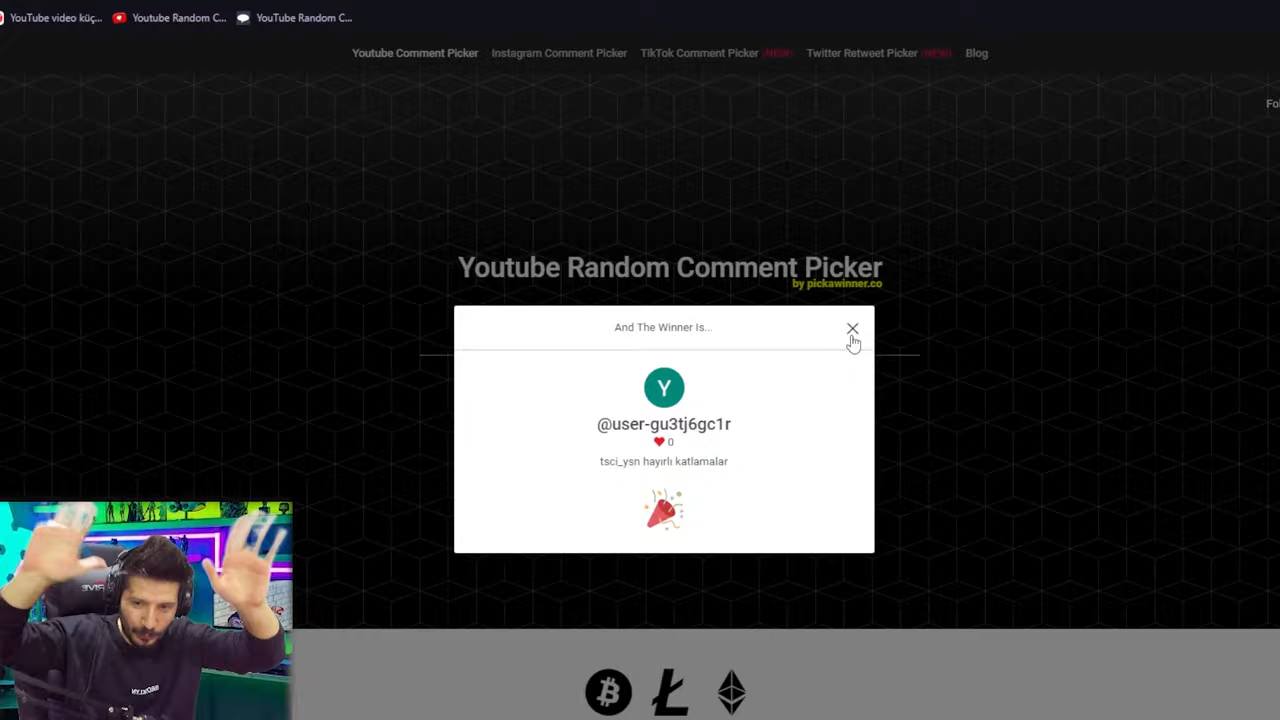 YouTube video küç...
Youtube Random C...
YouTube Random C...
Youtube Comment Picker
Instagram Comment Picker
TikTok Comment Picker (NEW)
Twitter Retweet Picker (NEW)
Blog
Fo
Youtube Random Comment Picker
by pickawinner.co
And The Winner Is...
Y
@user-gu3tj6gc1r
0
tsci_ysn hayırlı katlamalar